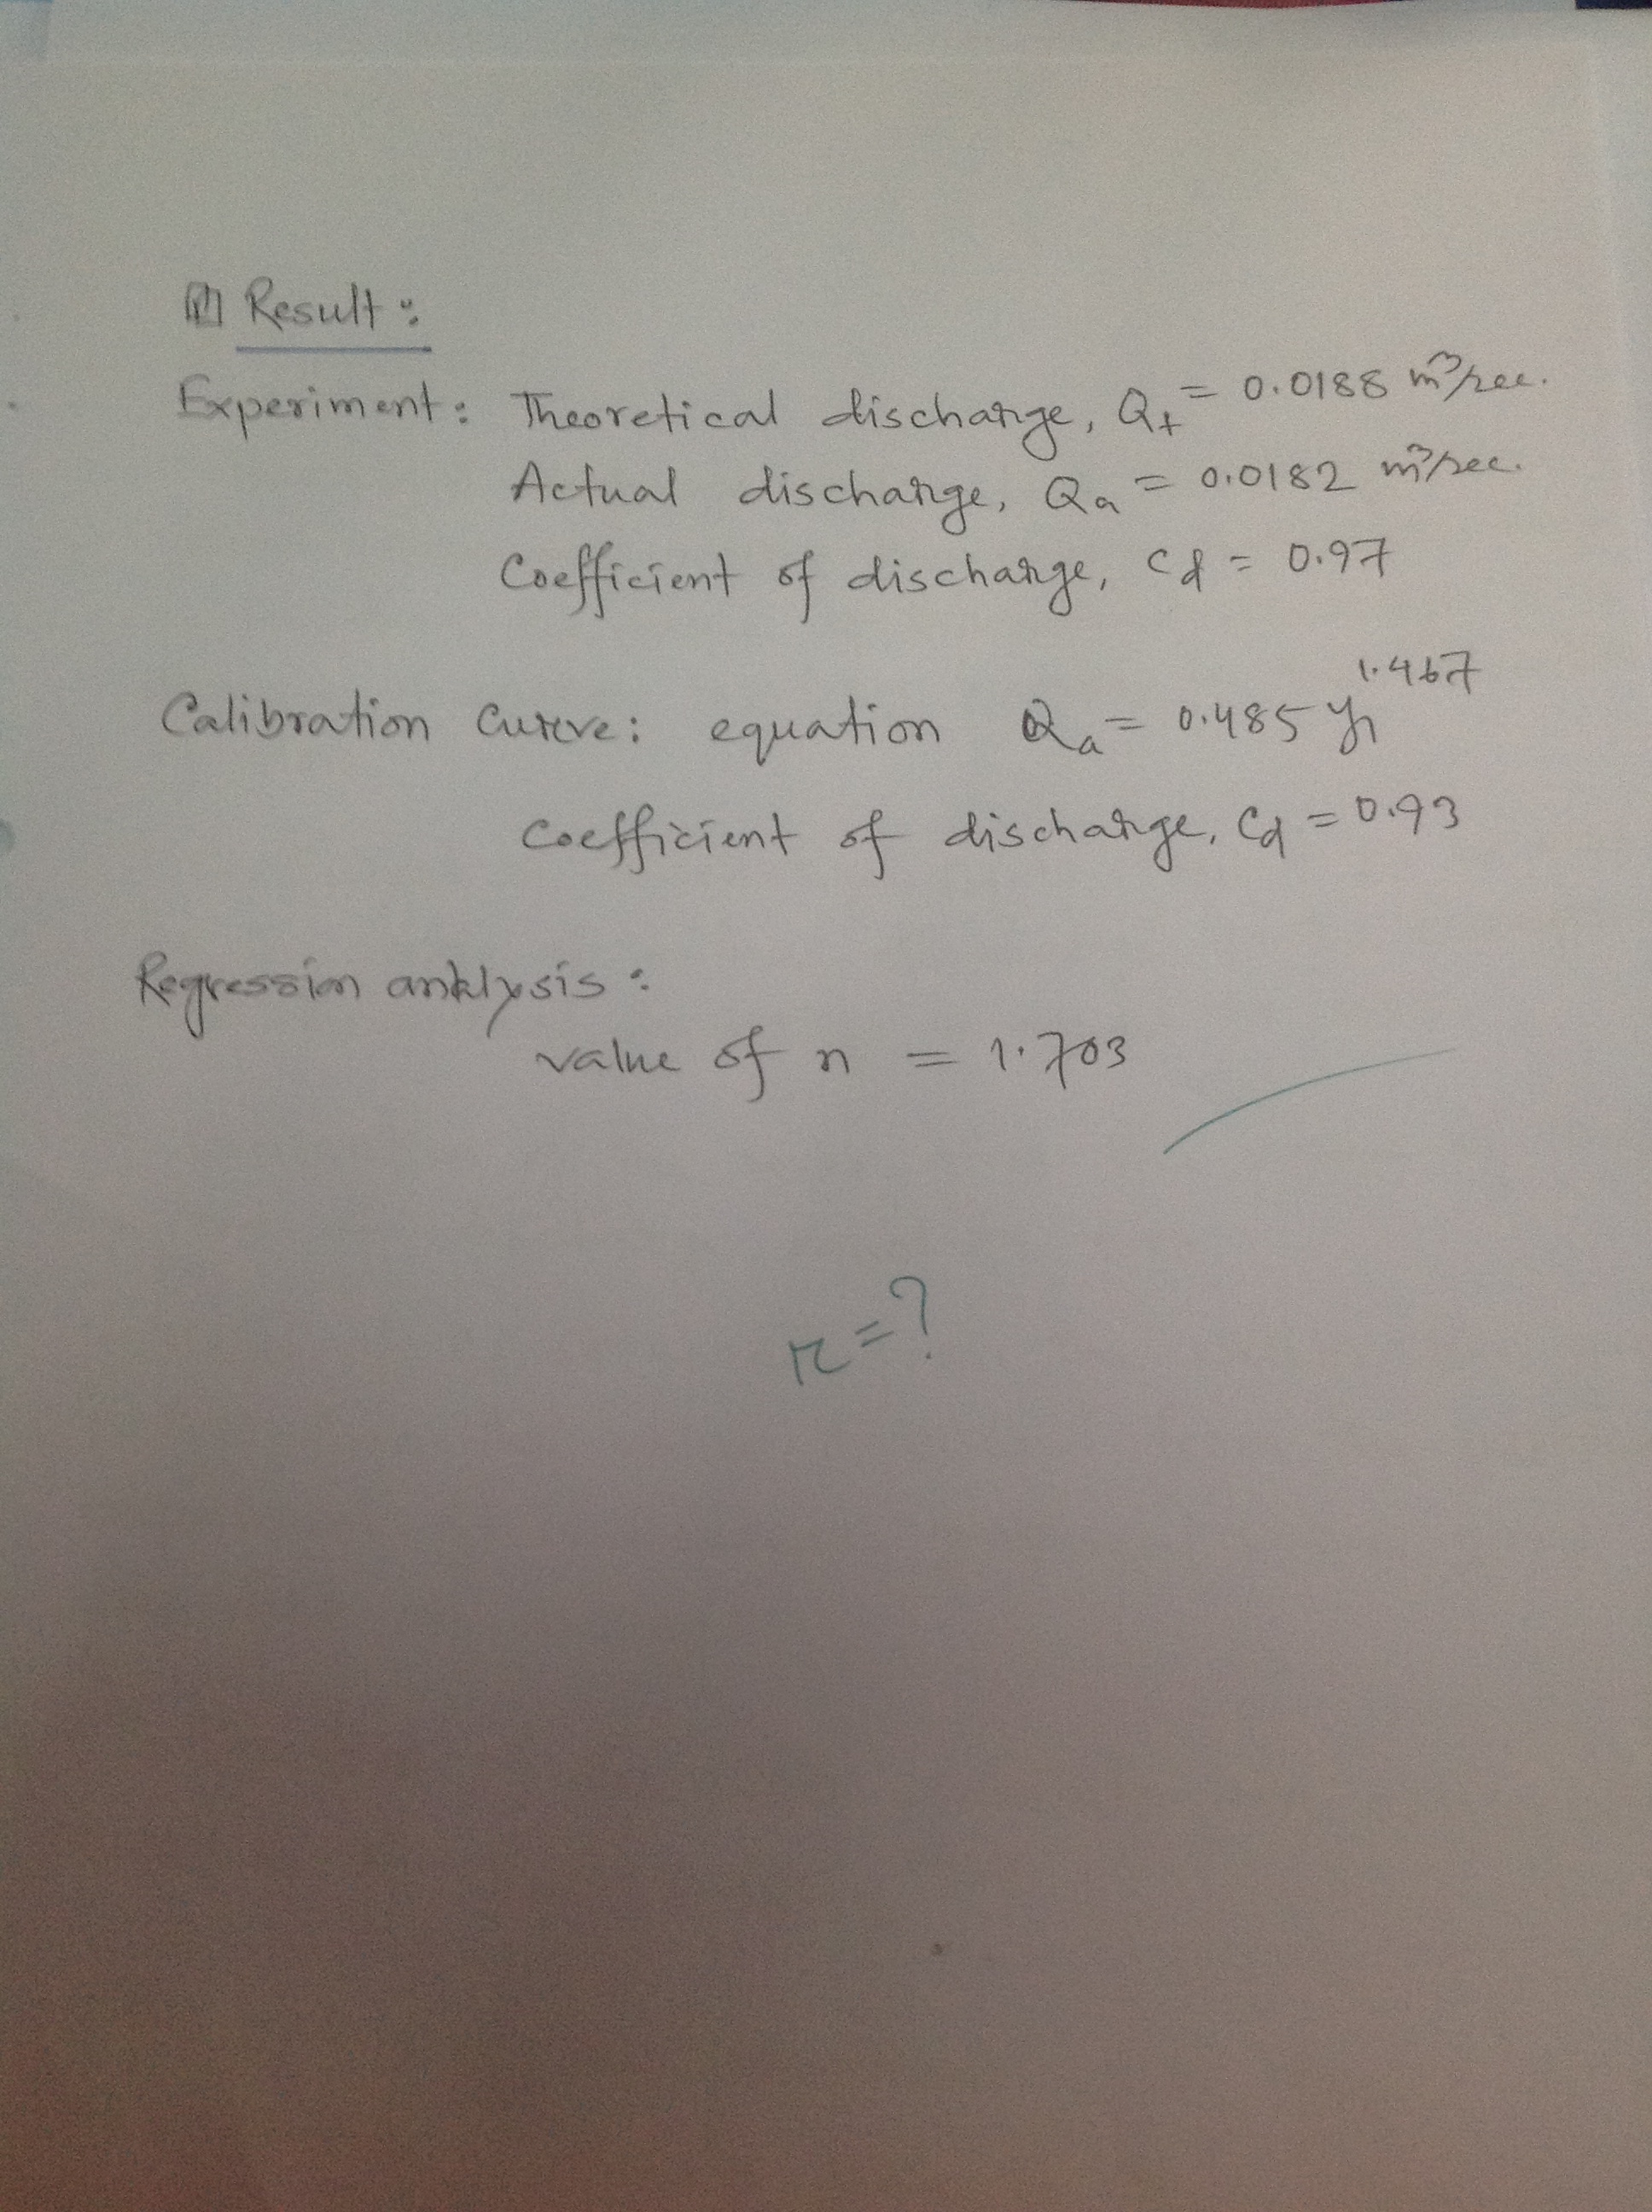 Result:
Experiment: Theoretical discharge, Qt = 0.0188 m³/sec.
Actual discharge, Qa = 0.0182 m³/sec.
Coefficient of discharge, Cd = 0.97
Calibration Curve: equation Qa = 0.485 y₁^1.467
Coefficient of discharge, Cd = 0.93
Regression analysis:
value of n = 1.703
r = ?